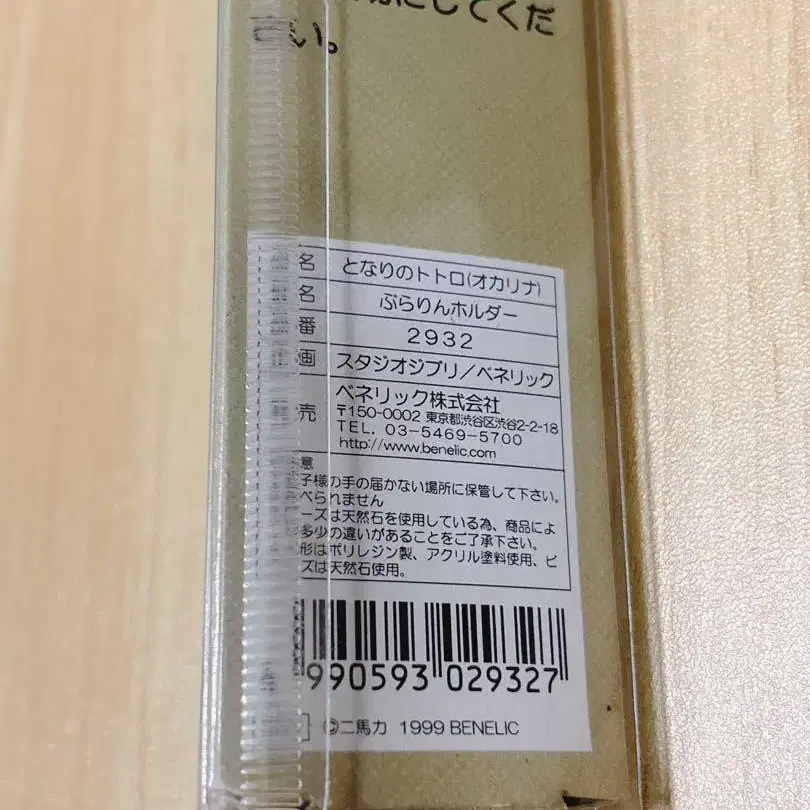 にしてくだ
さい。
名 となりのトトロ(オカリナ)
名 ぶらりんホルダー
番 2932
画 スタジオジブリ／ベネリック
売 ベネリック株式会社
〒150-0002 東京都渋谷区渋谷2-2-18
TEL. 03-5469-5700
http://www.benelic.com
意
子様の手の届かない場所に保管して下さい。
べられません
ーズは天然石を使用している為、商品によ
多少の違いがあることをご了承下さい。
形はポリレジン製、アクリル塗料使用、ビ
ズは天然石使用。
990593 029327
©二馬力 1999 BENELIC